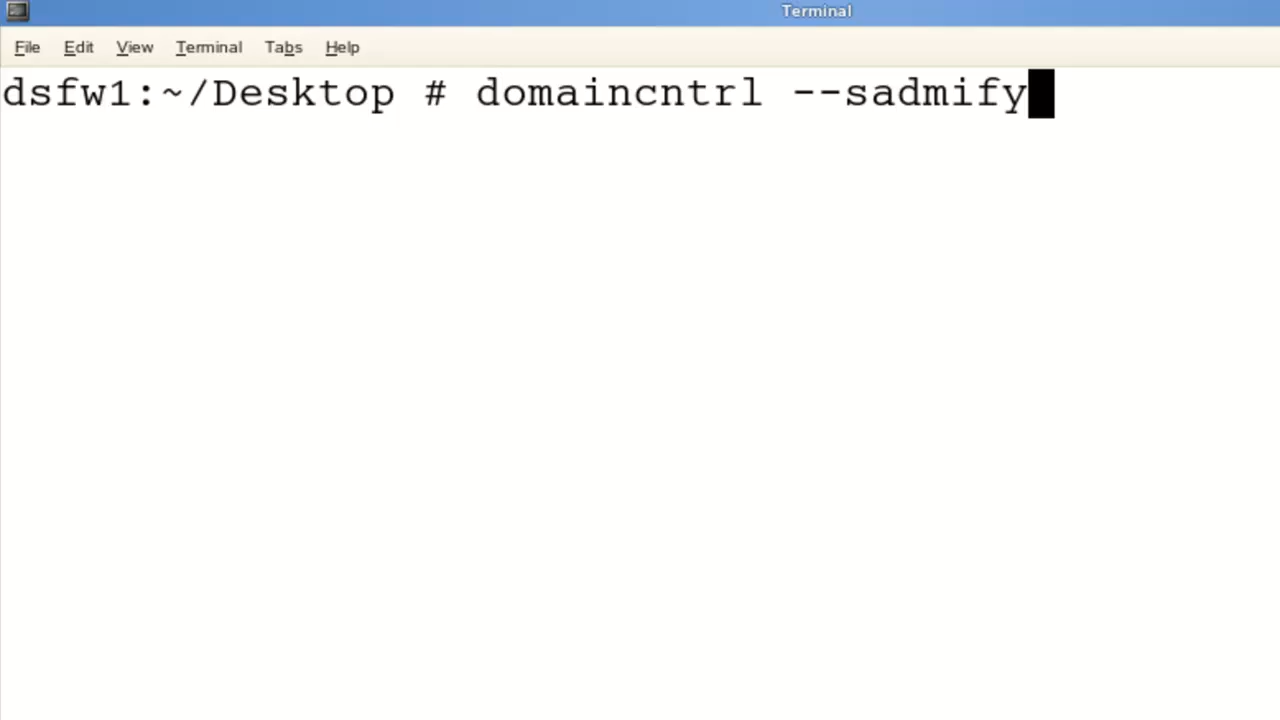 Terminal
File Edit View Terminal Tabs Help
dsfw1:~/Desktop # domaincntrl --sadmify